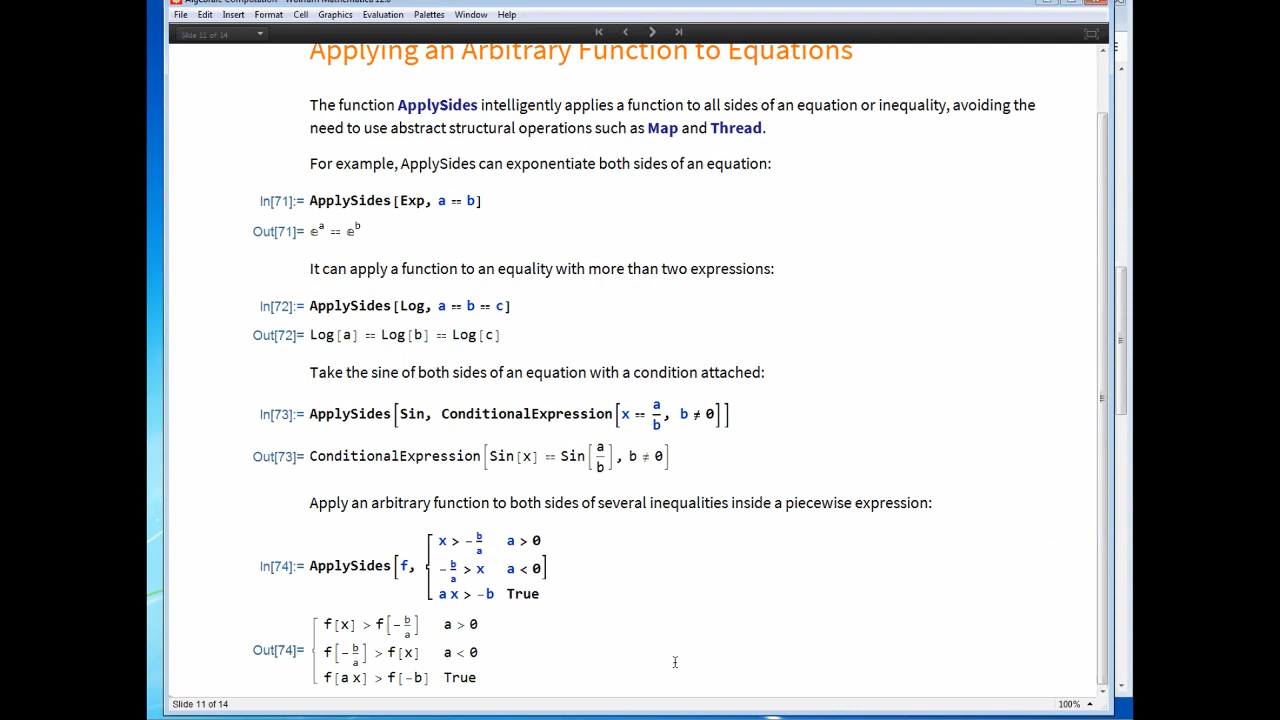 Algebraic Computation - Wolfram Mathematica 12.0
File Edit Insert Format Cell Graphics Evaluation Palettes Window Help
Slide 11 of 14
Applying an Arbitrary Function to Equations
The function ApplySides intelligently applies a function to all sides of an equation or inequality, avoiding the
need to use abstract structural operations such as Map and Thread.
For example, ApplySides can exponentiate both sides of an equation:
In[71]:= ApplySides[Exp, a == b]
Out[71]= ⅇ^a == ⅇ^b
It can apply a function to an equality with more than two expressions:
In[72]:= ApplySides[Log, a == b == c]
Out[72]= Log[a] == Log[b] == Log[c]
Take the sine of both sides of an equation with a condition attached:
In[73]:= ApplySides[Sin, ConditionalExpression[x == a/b, b ≠ 0]]
Out[73]= ConditionalExpression[Sin[x] == Sin[a/b], b ≠ 0]
Apply an arbitrary function to both sides of several inequalities inside a piecewise expression:
x > -b/a a > 0
In[74]:= ApplySides[f, { -b/a > x a < 0]
a x > -b True
f[x] > f[-b/a] a > 0
Out[74]= { f[-b/a] > f[x] a < 0
f[a x] > f[-b] True
Slide 11 of 14 100%